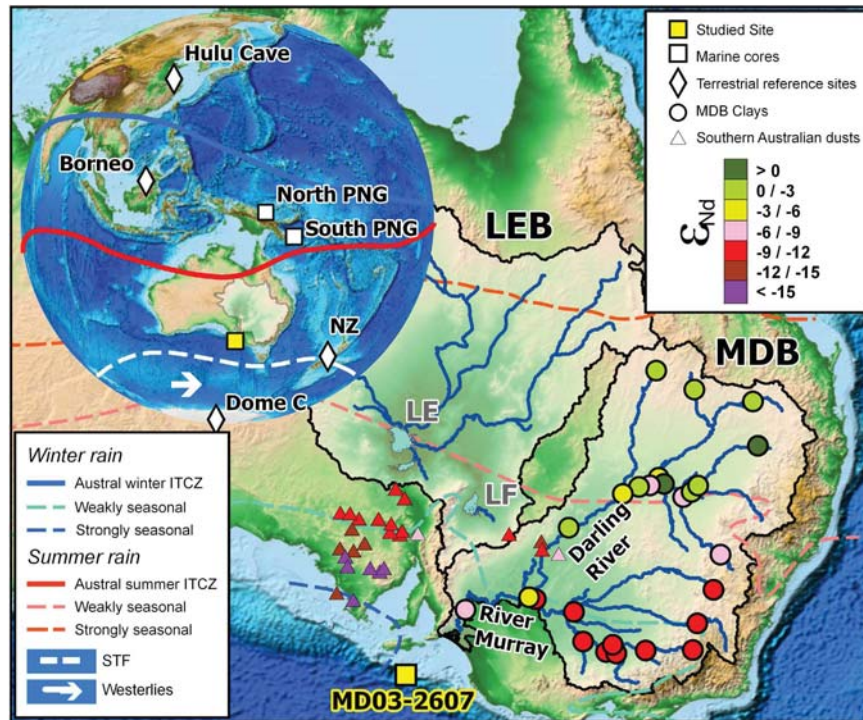 Hulu Cave
Borneo
North PNG
South PNG
NZ
Dome C
LEB
MDB
LE
LF
Darling
River
River
Murray
MD03-2607
Studied Site
Marine cores
Terrestrial reference sites
MDB Clays
Southern Australian dusts
εNd
> 0
0 / -3
-3 / -6
-6 / -9
-9 / -12
-12 / -15
< -15
Winter rain
Austral winter ITCZ
Weakly seasonal
Strongly seasonal
Summer rain
Austral summer ITCZ
Weakly seasonal
Strongly seasonal
STF
Westerlies